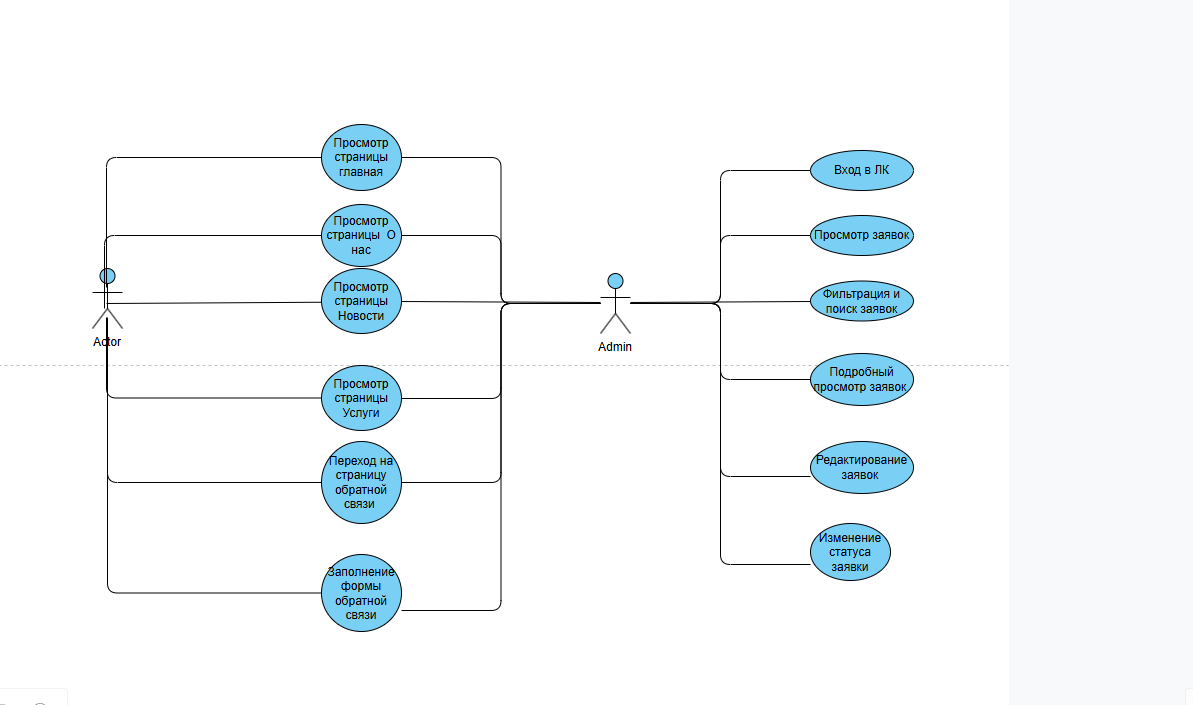 Просмотр
страницы
главная
Просмотр
страницы О
нас
Просмотр
страницы
Новости
Просмотр
страницы
Услуги
Переход на
страницу
обратной
связи
Заполнение
формы
обратной
связи
Actor
Admin
Вход в ЛК
Просмотр заявок
Фильтрация и
поиск заявок
Подробный
просмотр заявок
Редактирование
заявок
Изменение
статуса
заявки